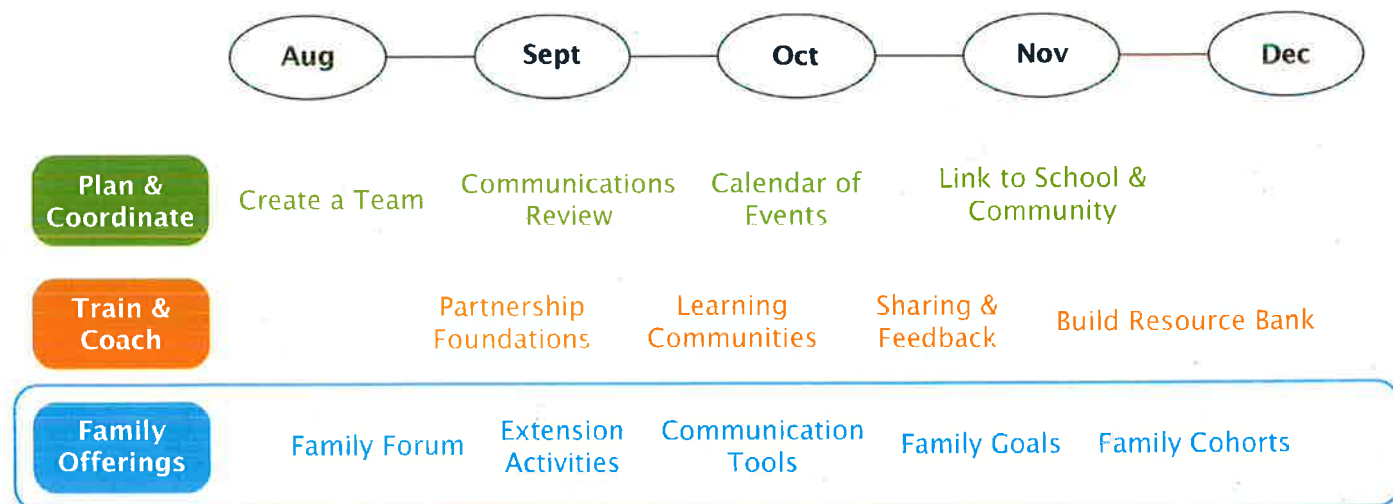 Aug Sept Oct Nov Dec
Plan &
Coordinate
Create a Team
Communications
Review
Calendar of
Events
Link to School &
Community
Train &
Coach
Partnership
Foundations
Learning
Communities
Sharing &
Feedback
Build Resource Bank
Family
Offerings
Family Forum
Extension
Activities
Communication
Tools
Family Goals
Family Cohorts